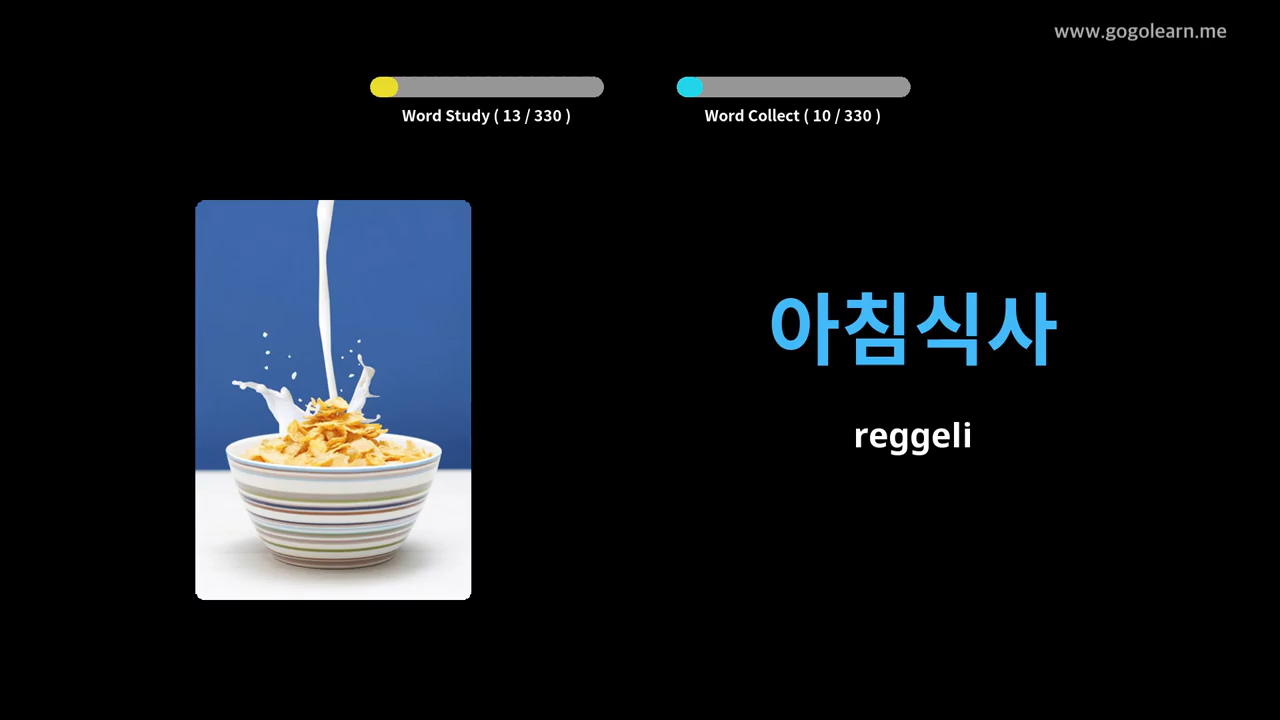 www.gogolearn.me
Word Study ( 13 / 330 )
Word Collect ( 10 / 330 )
아침식사
reggeli